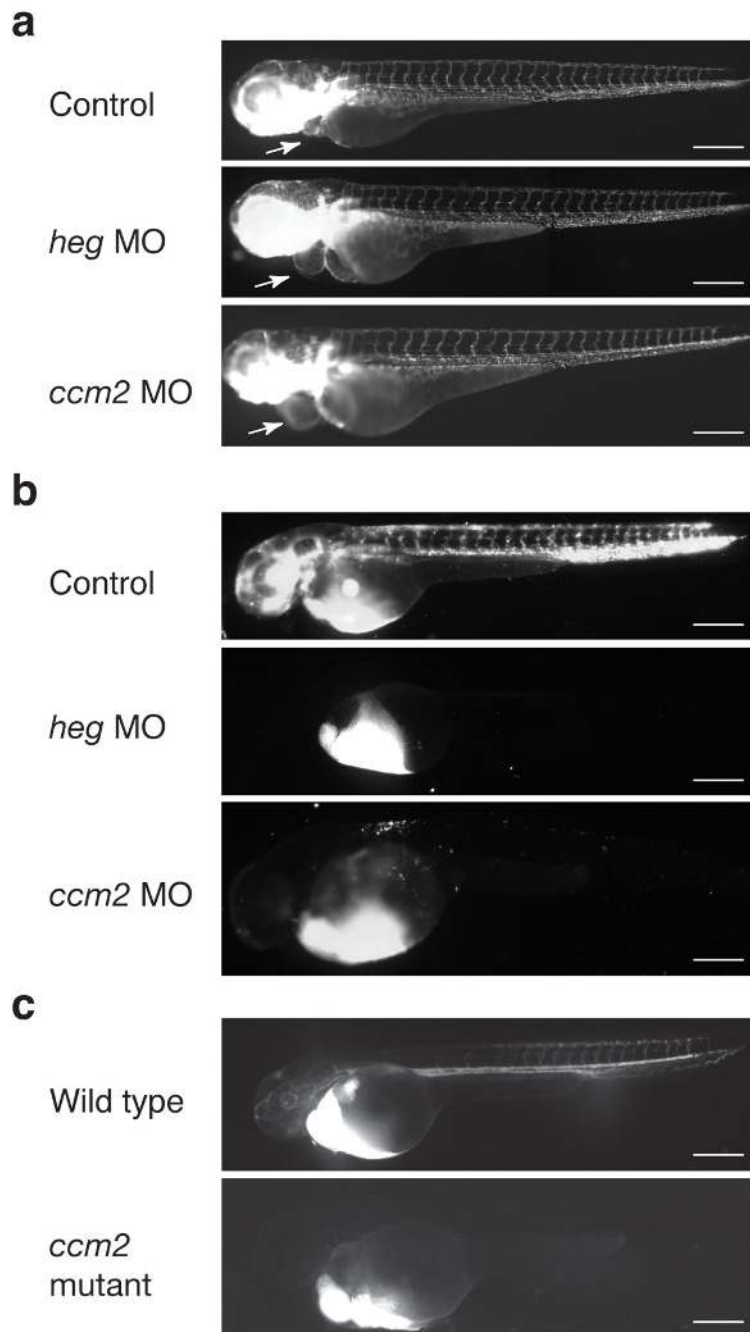 a
Control
heg MO
ccm2 MO
b
Control
heg MO
ccm2 MO
c
Wild type
ccm2
mutant